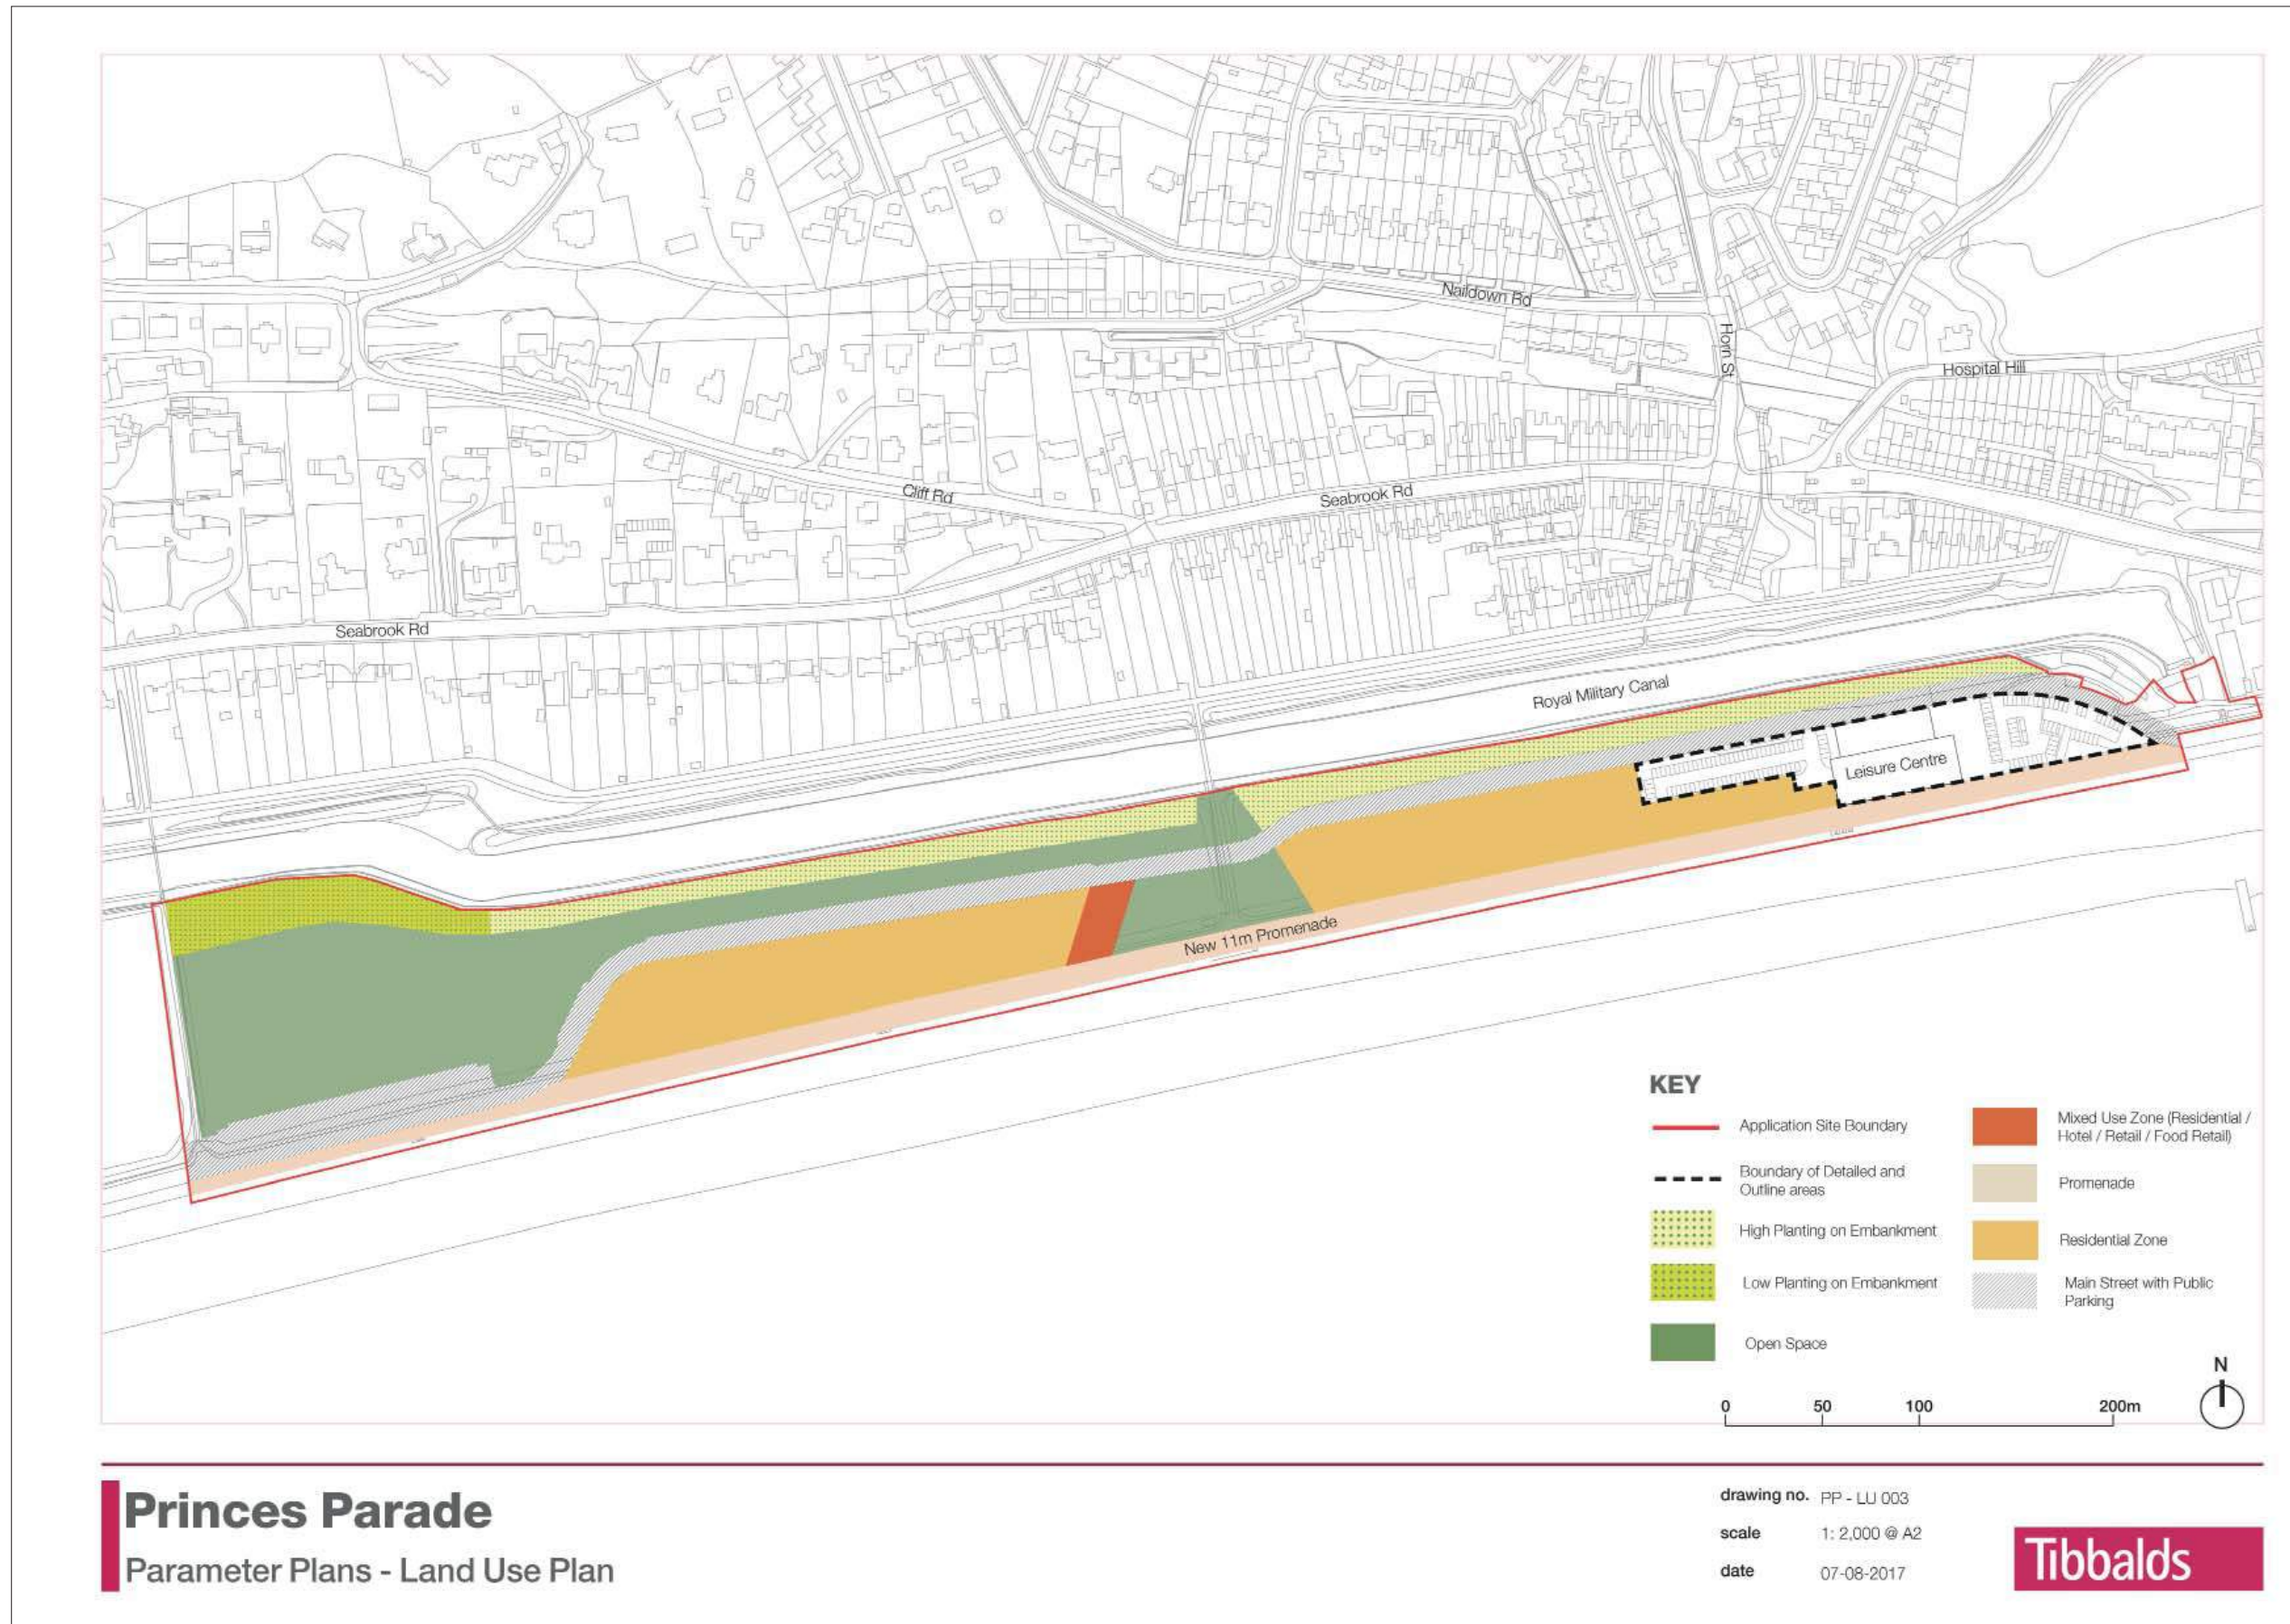 Naildown Rd
Horn St
Hospital Hill
Cliff Rd
Seabrook Rd
Seabrook Rd
Royal Military Canal
Leisure Centre
New 11m Promenade
KEY
Application Site Boundary
Boundary of Detailed and
Outline areas
High Planting on Embankment
Low Planting on Embankment
Open Space
Mixed Use Zone (Residential /
Hotel / Retail / Food Retail)
Promenade
Residential Zone
Main Street with Public
Parking
N
0 50 100 200m
Princes Parade
Parameter Plans - Land Use Plan
drawing no. PP - LU 003
scale 1: 2,000 @ A2
date 07-08-2017
Tibbalds